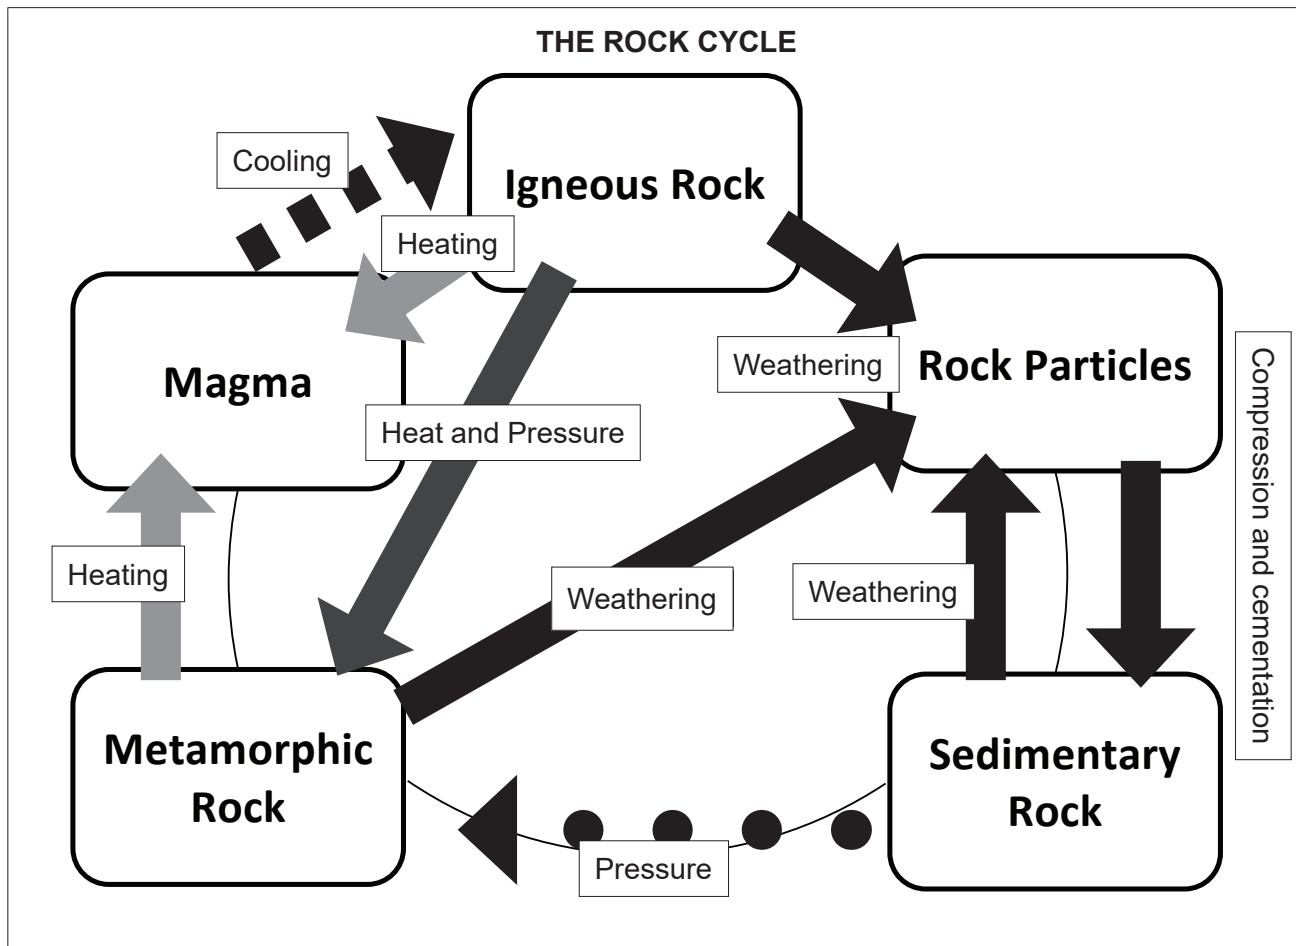 THE ROCK CYCLE
Cooling
Igneous Rock
Heating
Magma
Weathering
Rock Particles
Heat and Pressure
Compression and cementation
Heating
Weathering
Weathering
Metamorphic
Rock
Sedimentary
Rock
Pressure